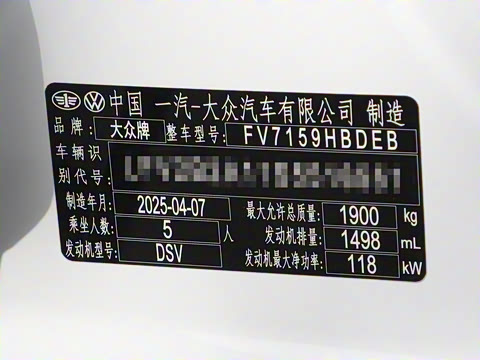 中国 一汽-大众汽车有限公司 制造
品牌: 大众牌 整车型号: FV7159HBDEB
车辆识
别代号:
制造年月: 2025-04-07 最大允许总质量: 1900 kg
乘坐人数: 5 人 发动机排量: 1498 mL
发动机型号: DSV 发动机最大净功率: 118 kW